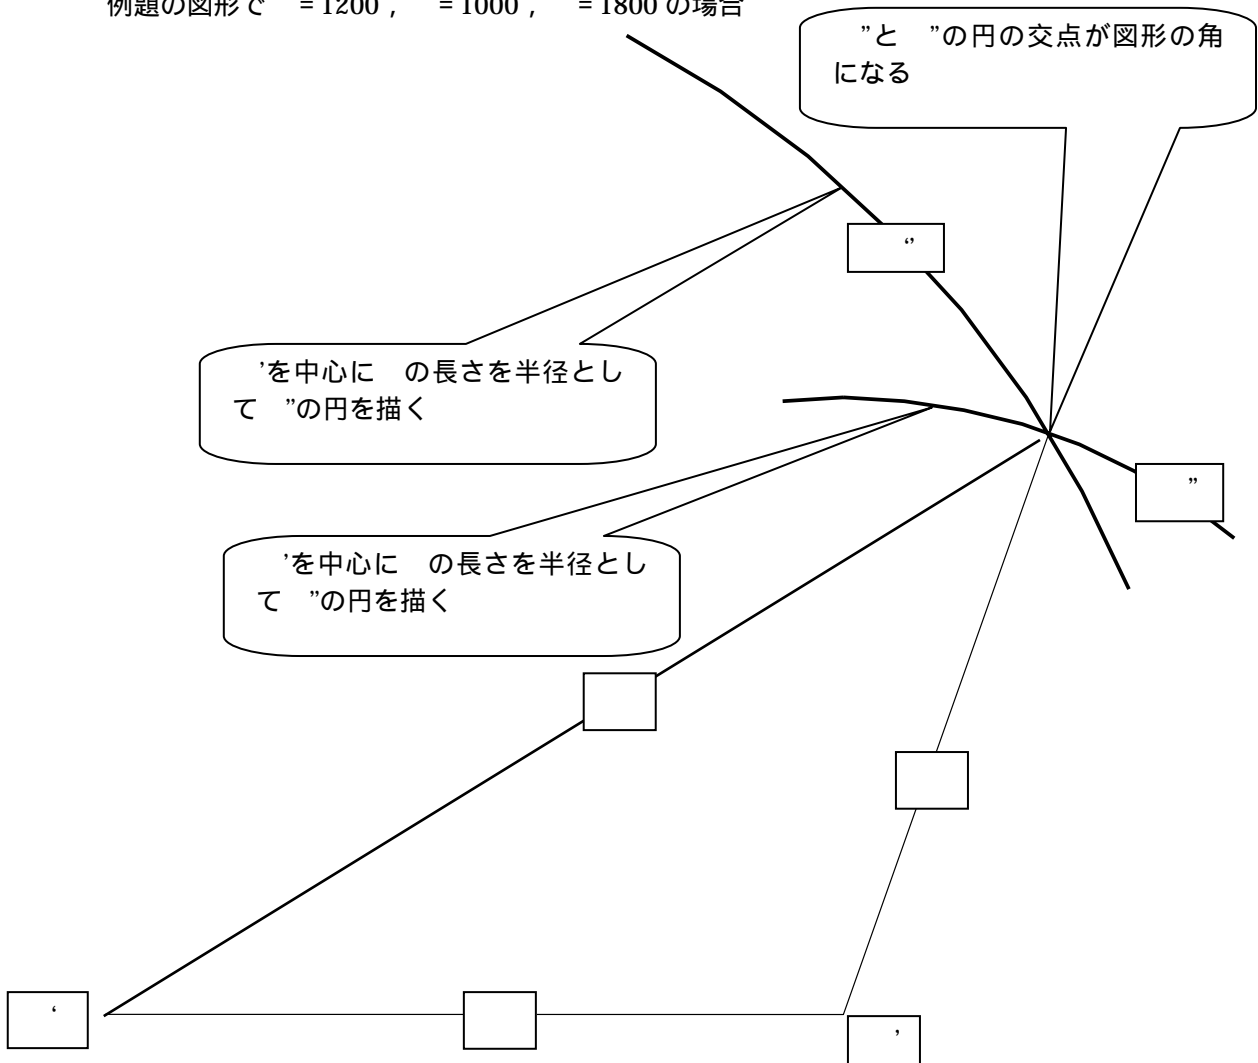 例題の図形で　= 1200 ,　= 1000 ,　= 1800 の場合
”と　”の円の交点が図形の角
になる
‘’
’を中心に　の長さを半径とし
て　”の円を描く
”
’を中心に　の長さを半径とし
て　”の円を描く
‘
’